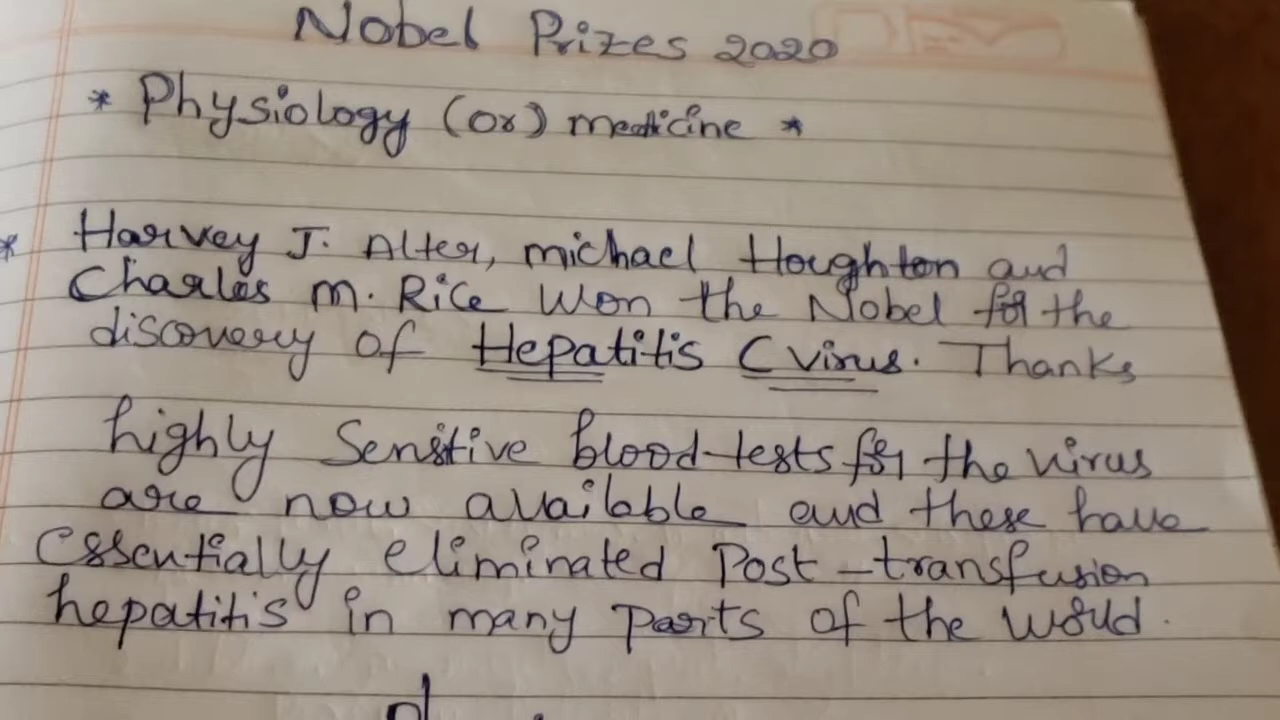 Nobel Prizes 2020
* Physiology (or) medicine *
* Harvey J. Alter, michael Houghton and
Charles M. Rice Won the Nobel for the
discovery of Hepatitis C virus. Thanks
highly Sensitive blood-tests for the virus
are now available and these have
essentially eliminated Post-transfusion
hepatitis in many parts of the world.